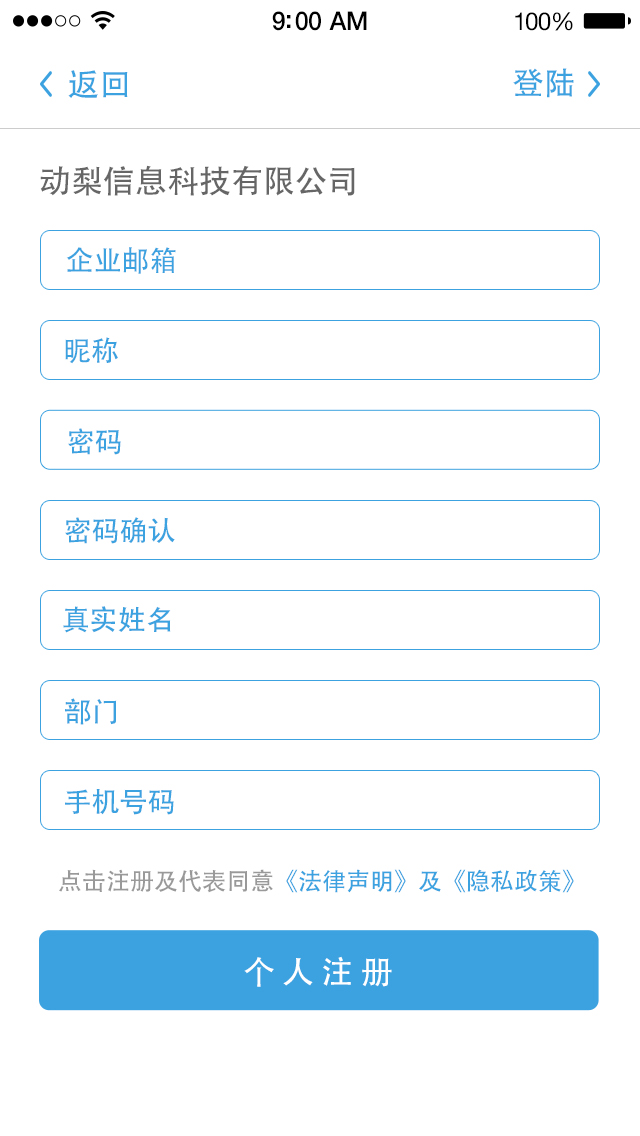 9:00 AM 100%
返回 登陆
动梨信息科技有限公司
企业邮箱
昵称
密码
密码确认
真实姓名
部门
手机号码
点击注册及代表同意《法律声明》及《隐私政策》
个人注册